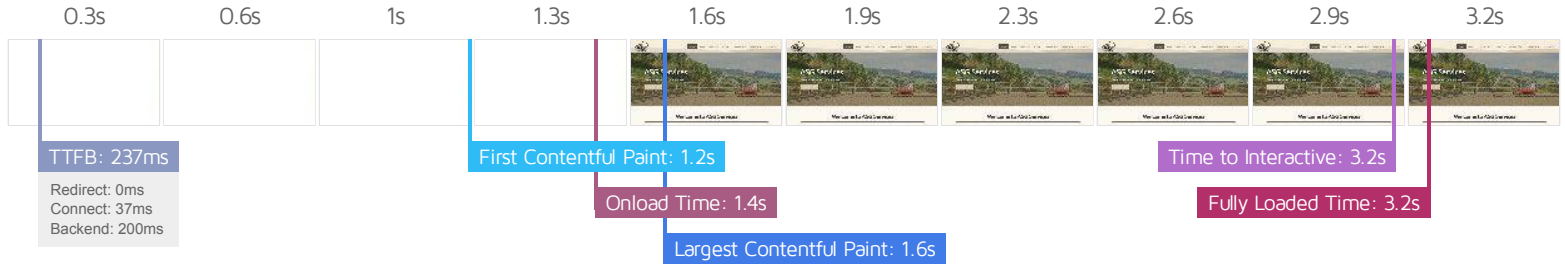 0.3s 0.6s 1s 1.3s 1.6s 1.9s 2.3s 2.6s 2.9s 3.2s
TTFB: 237ms
First Contentful Paint: 1.2s
Time to Interactive: 3.2s
Redirect: 0ms
Connect: 37ms
Backend: 200ms
Onload Time: 1.4s
Fully Loaded Time: 3.2s
Largest Contentful Paint: 1.6s